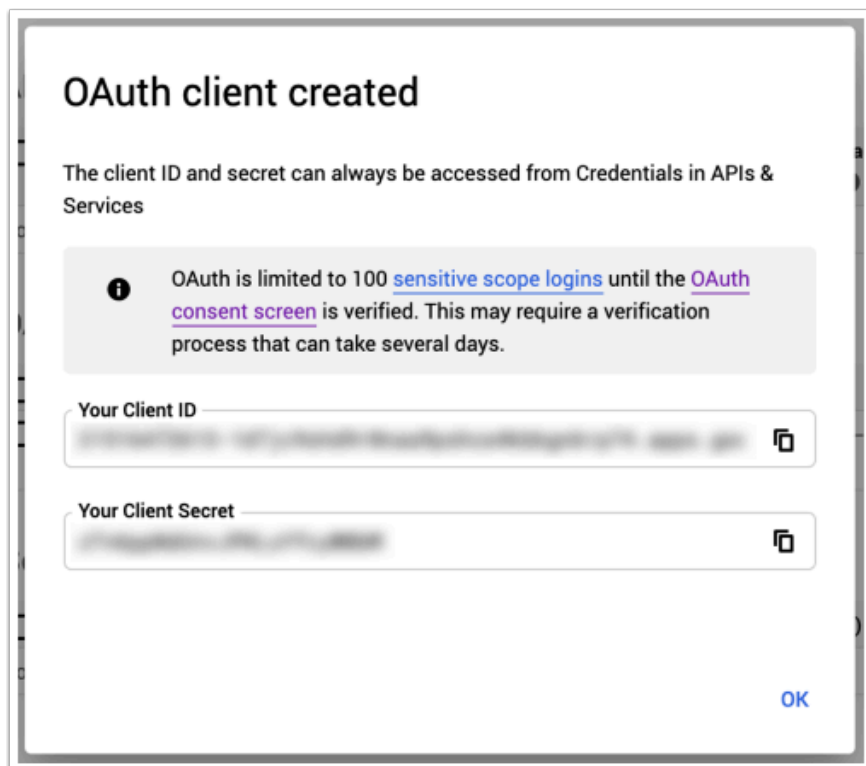 OAuth client created
The client ID and secret can always be accessed from Credentials in APIs &
Services
OAuth is limited to 100 sensitive scope logins until the OAuth
consent screen is verified. This may require a verification
process that can take several days.
Your Client ID
Your Client Secret
OK